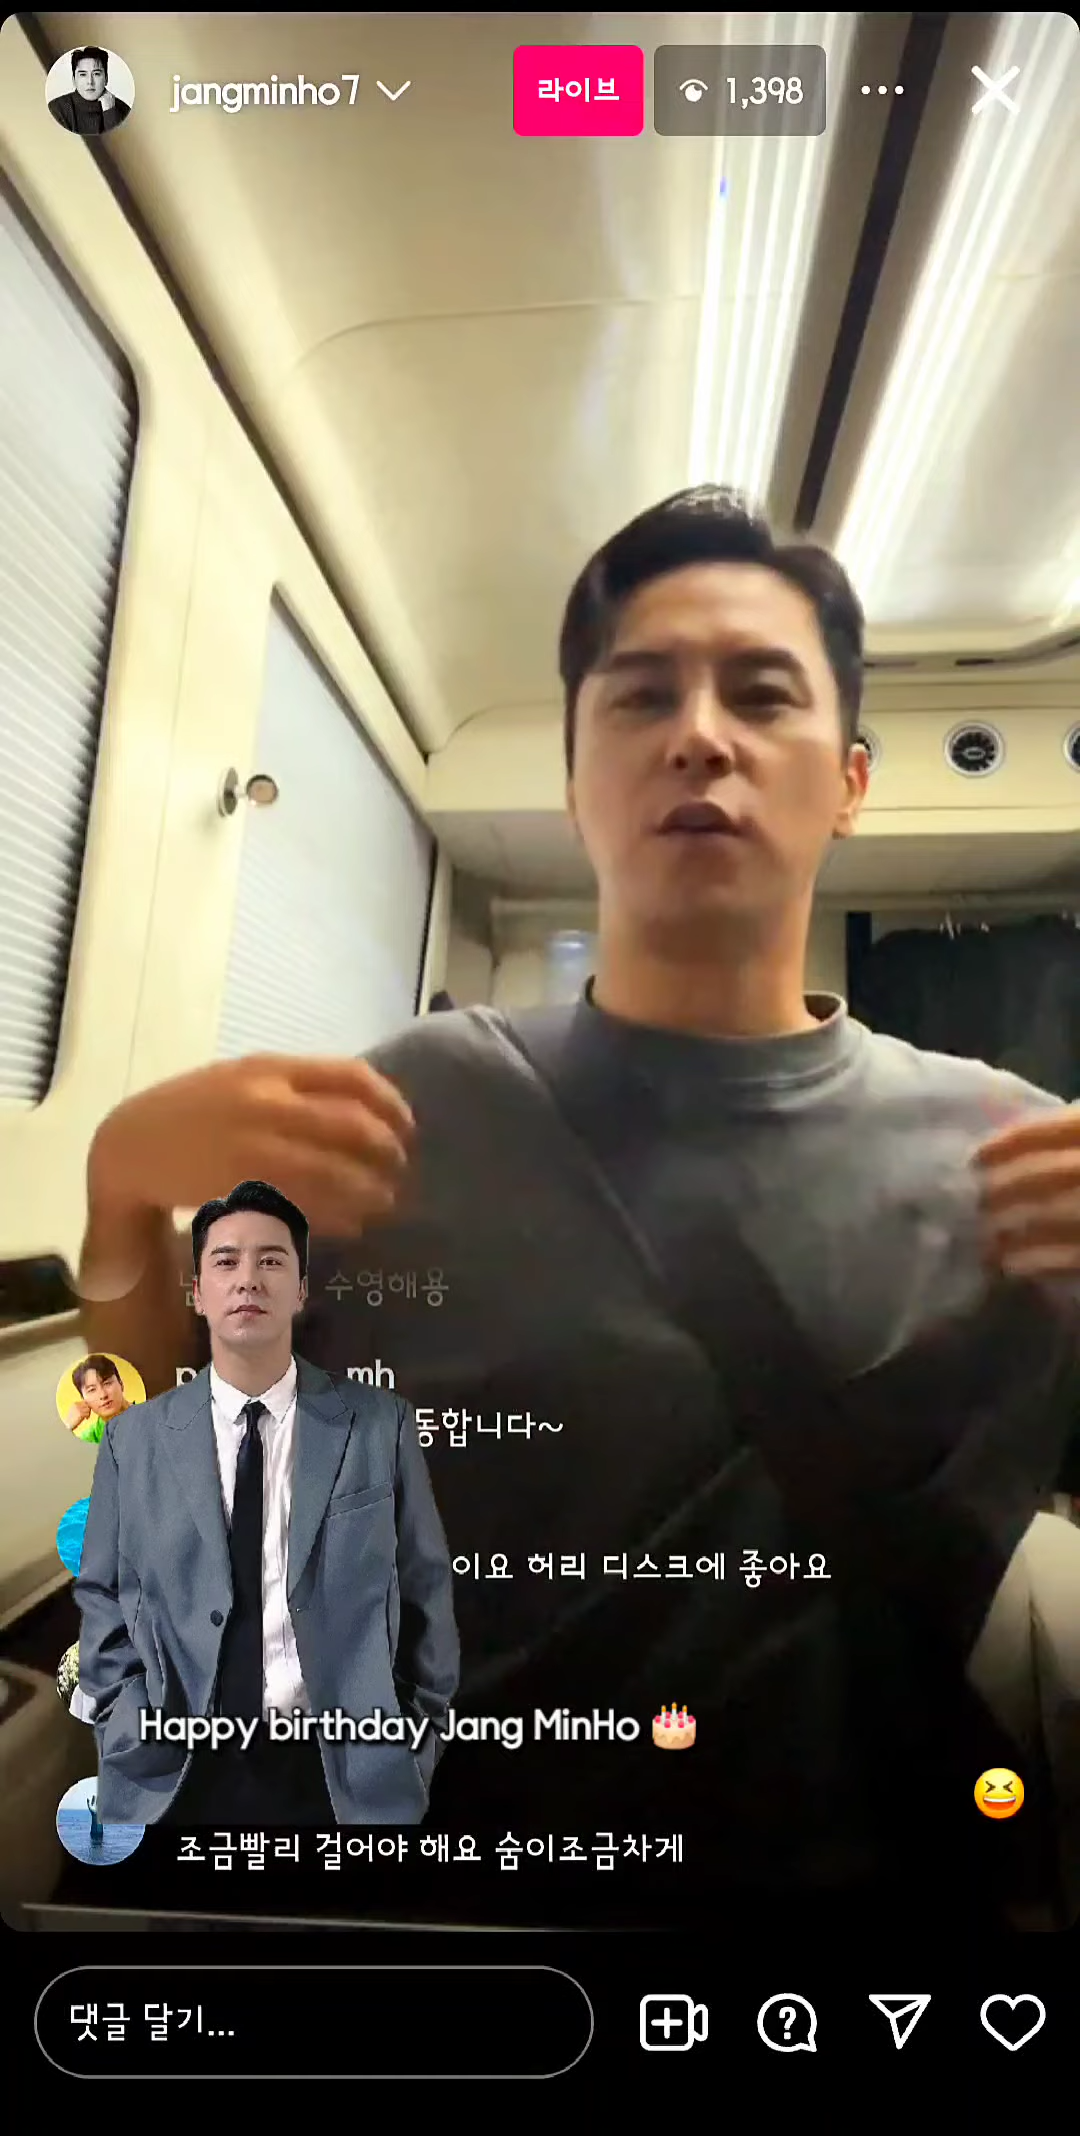 jangminho7
라이브
1,398
수영해용
mh
동합니다~
이요 허리 디스크에 좋아요
Happy birthday Jang MinHo 🎂
조금빨리 걸어야 해요 숨이조금차게
댓글 달기...